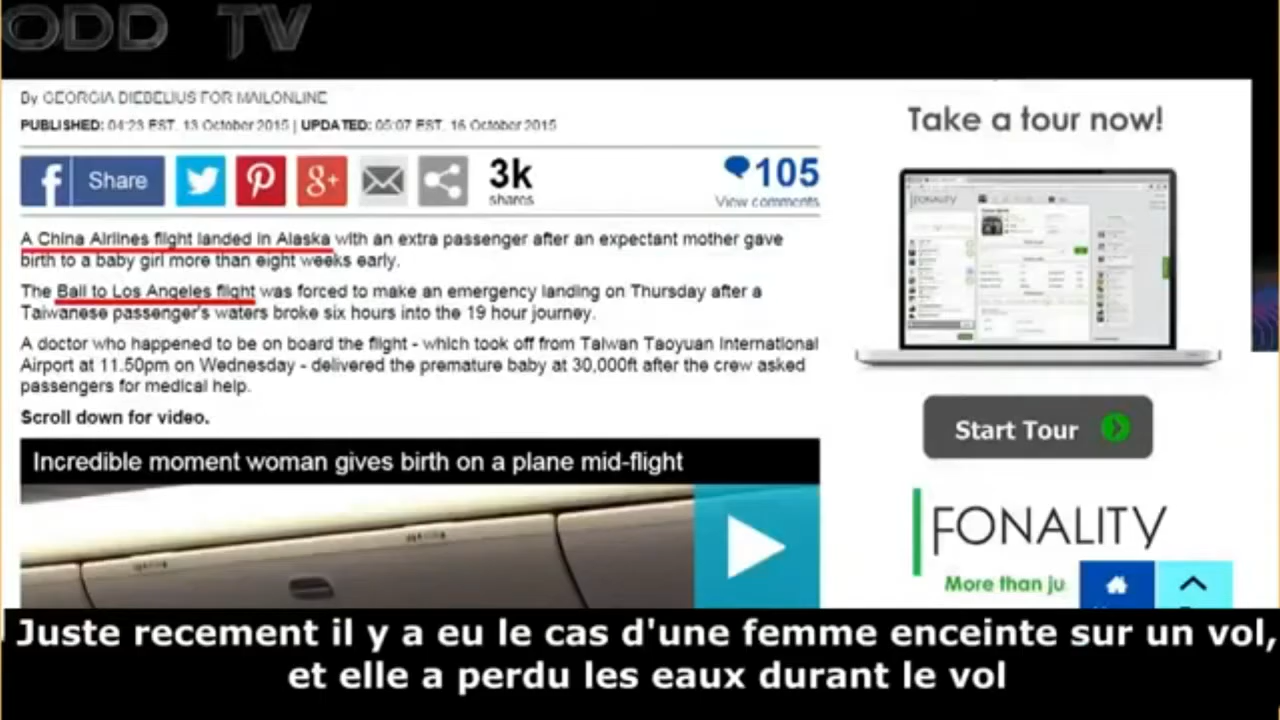 ODD TV
By GEORGIA DIEBELIUS FOR MAILONLINE
PUBLISHED: 04:23 EST, 13 October 2015 | UPDATED: 05:07 EST, 16 October 2015
Share
3k
shares
105
View comments
A China Airlines flight landed in Alaska with an extra passenger after an expectant mother gave
birth to a baby girl more than eight weeks early.
The Bali to Los Angeles flight was forced to make an emergency landing on Thursday after a
Taiwanese passenger's waters broke six hours into the 19 hour journey.
A doctor who happened to be on board the flight - which took off from Taiwan Taoyuan International
Airport at 11.50pm on Wednesday - delivered the premature baby at 30,000ft after the crew asked
passengers for medical help.
Scroll down for video.
Incredible moment woman gives birth on a plane mid-flight
Take a tour now!
FONALITY
Start Tour
FONALITY
More than ju
Juste recement il y a eu le cas d'une femme enceinte sur un vol,
et elle a perdu les eaux durant le vol